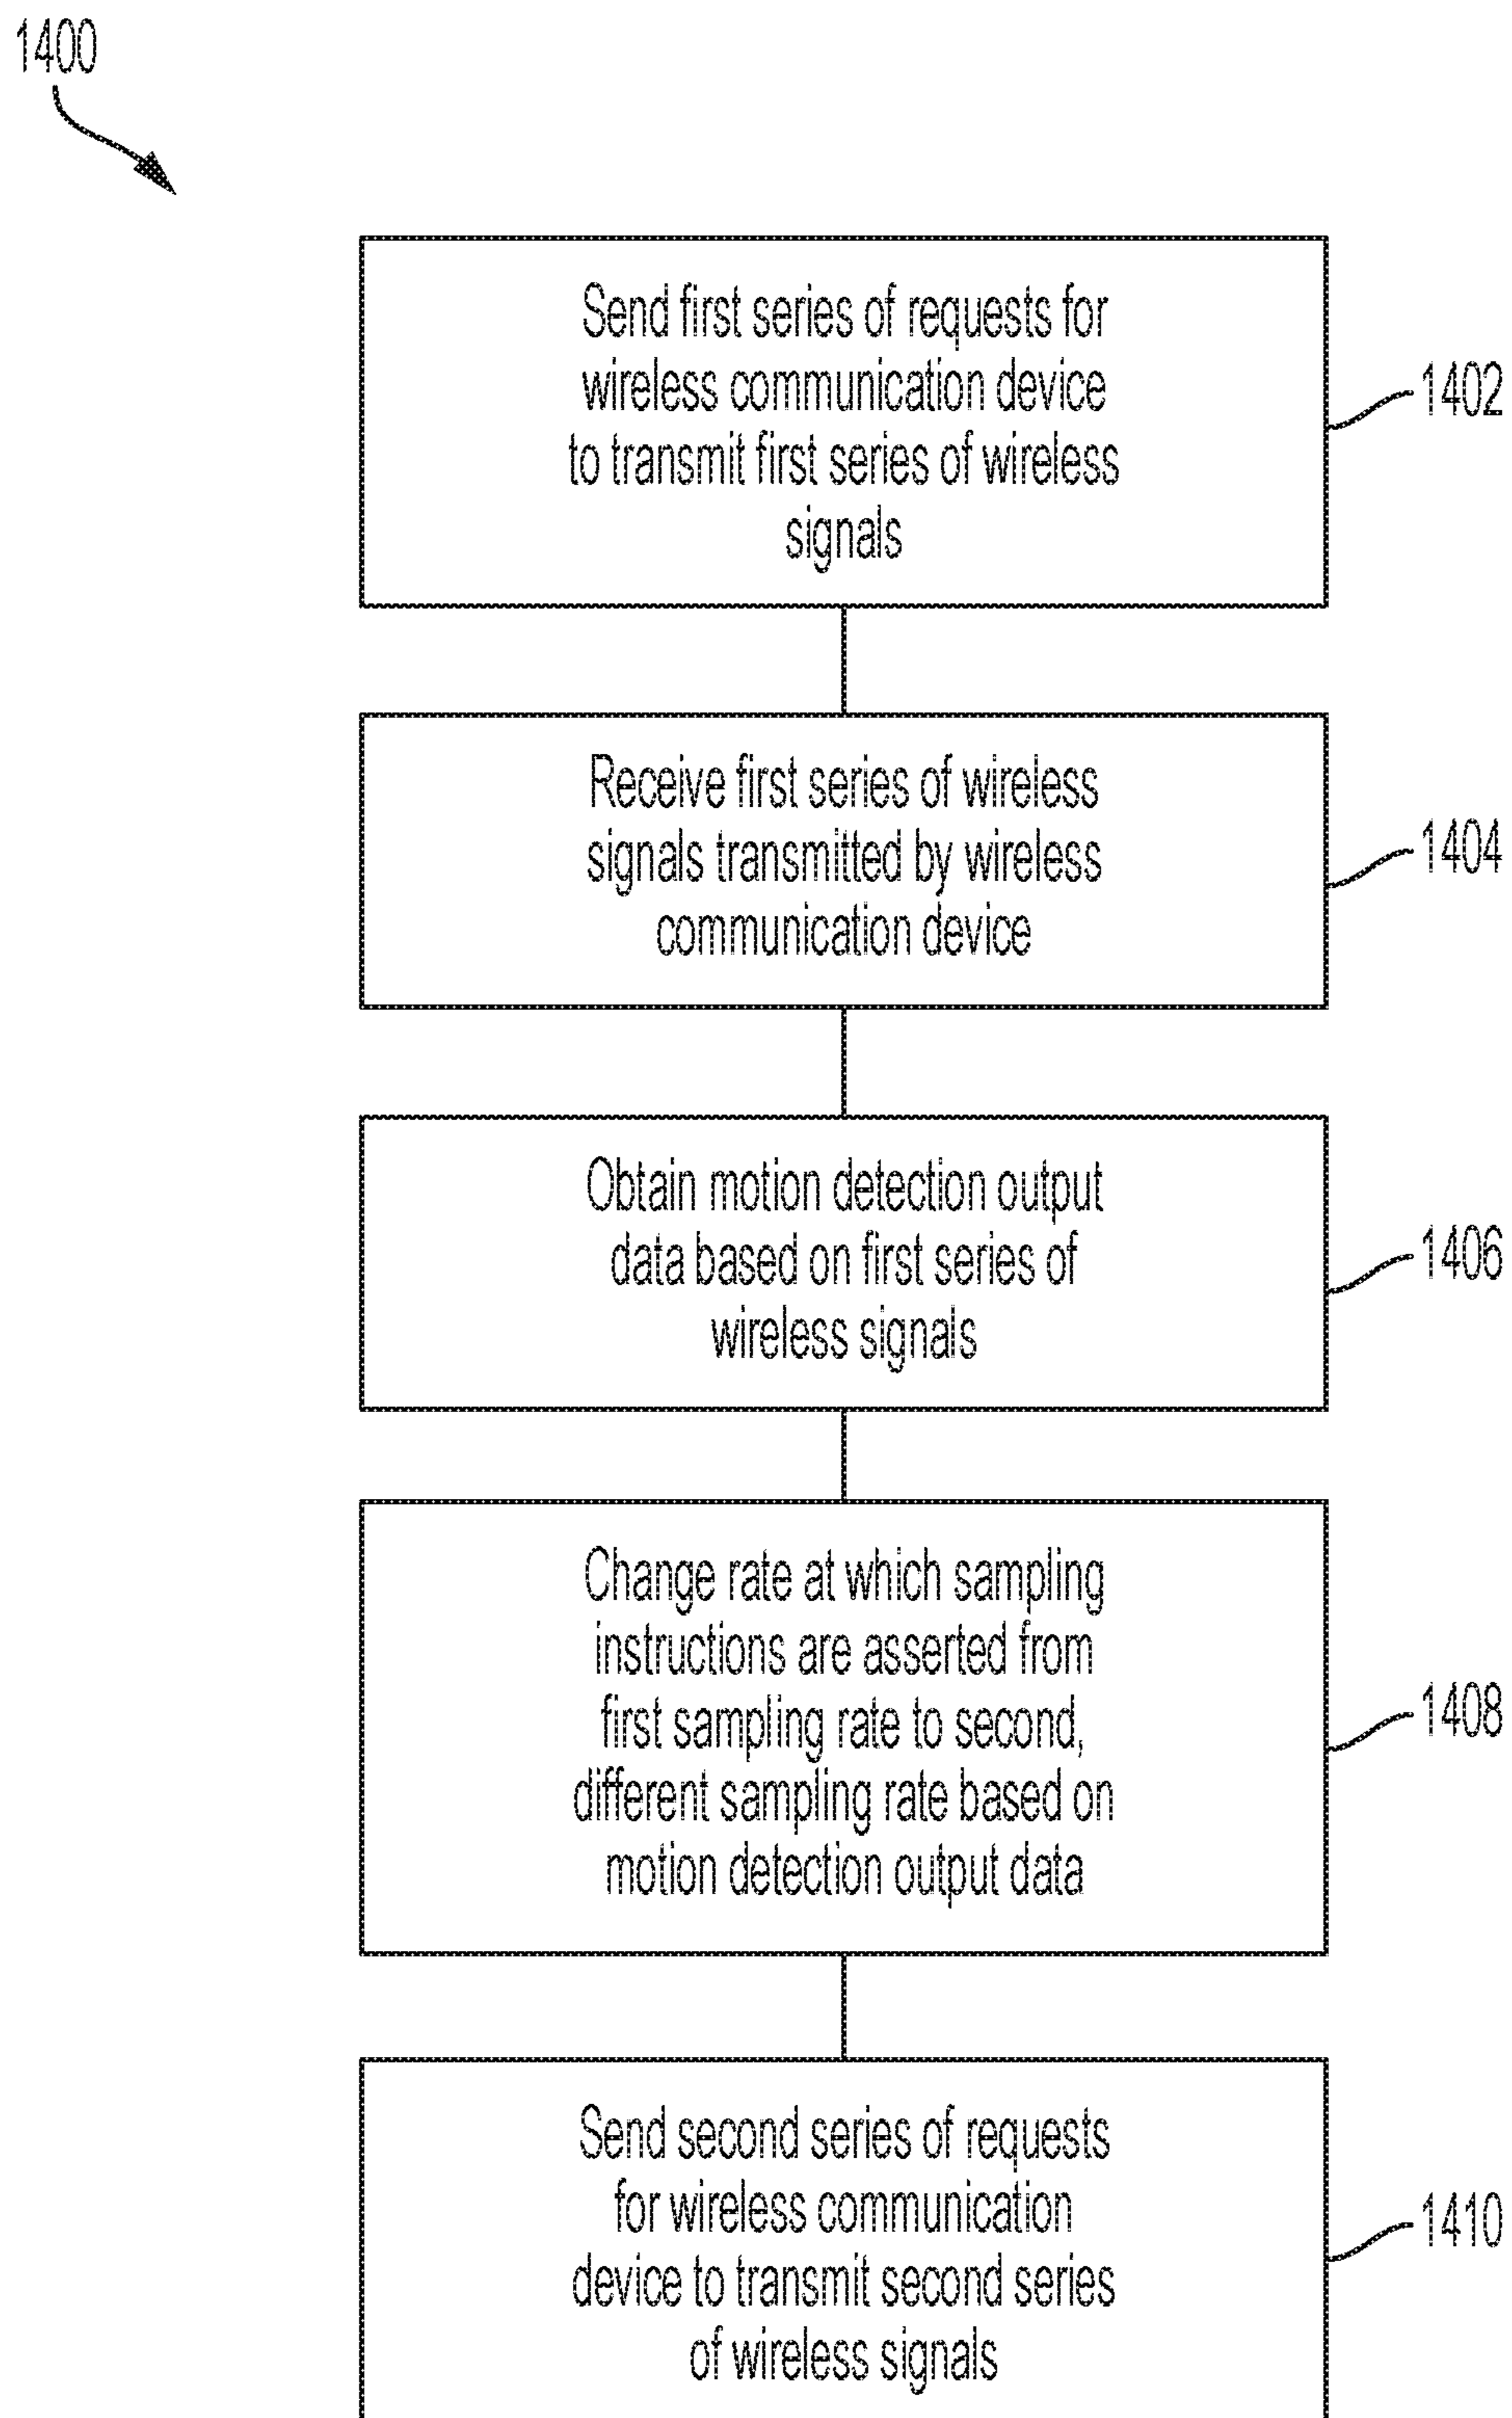 1400
Send first series of requests for
wireless communication device
to transmit first series of wireless
signals
1402
Receive first series of wireless
signals transmitted by wireless
communication device
1404
Obtain motion detection output
data based on first series of
wireless signals
1406
Change rate at which sampling
instructions are asserted from
first sampling rate to second,
different sampling rate based on
motion detection output data
1408
Send second series of requests
for wireless communication
device to transmit second series
of wireless signals
1410